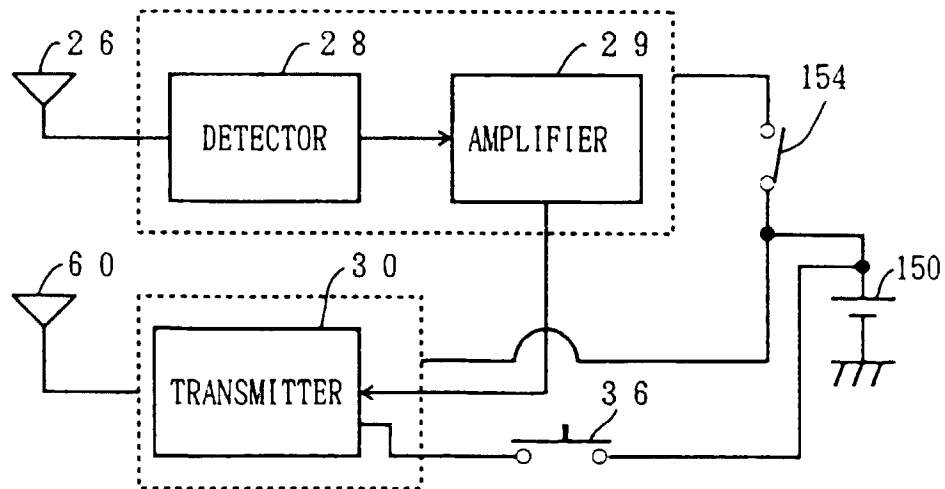 26
28
29
154
DETECTOR
AMPLIFIER
60
30
150
TRANSMITTER
36